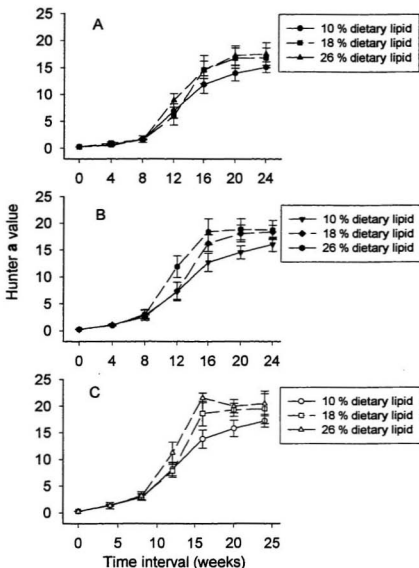 A
25
20
15
10
5
0
0 4 8 12 16 20 24
10 % dietary lipid
18 % dietary lipid
26 % dietary lipid
Hunter a value
B
25
20
15
10
5
0
0 4 8 12 16 20 24
10 % dietary lipid
18 % dietary lipid
26 % dietary lipid
C
25
20
15
10
5
0
0 5 10 15 20 25
10 % dietary lipid
18 % dietary lipid
26 % dietary lipid
Time interval (weeks)